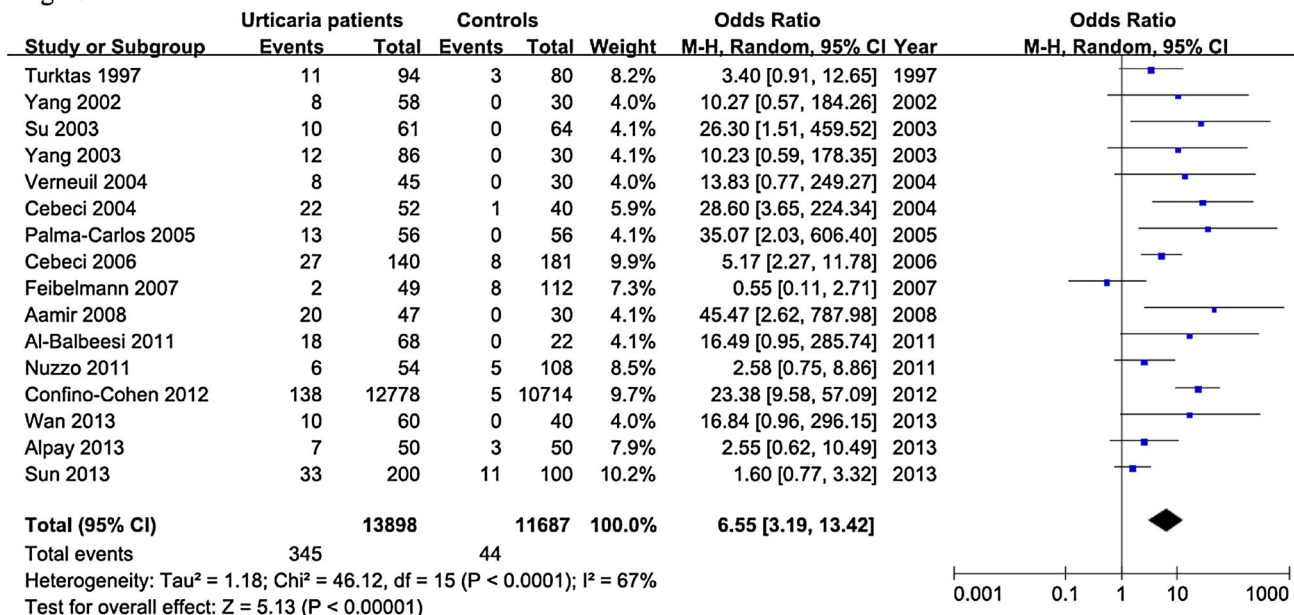 Urticaria patients Controls Odds Ratio Odds Ratio
Study or Subgroup Events Total Events Total Weight M-H, Random, 95% CI Year M-H, Random, 95% CI
Turktas 1997 11 94 3 80 8.2% 3.40 [0.91, 12.65] 1997
Yang 2002 8 58 0 30 4.0% 10.27 [0.57, 184.26] 2002
Su 2003 10 61 0 64 4.1% 26.30 [1.51, 459.52] 2003
Yang 2003 12 86 0 30 4.1% 10.23 [0.59, 178.35] 2003
Verneuil 2004 8 45 0 30 4.0% 13.83 [0.77, 249.27] 2004
Cebeci 2004 22 52 1 40 5.9% 28.60 [3.65, 224.34] 2004
Palma-Carlos 2005 13 56 0 56 4.1% 35.07 [2.03, 606.40] 2005
Cebeci 2006 27 140 8 181 9.9% 5.17 [2.27, 11.78] 2006
Feibelmann 2007 2 49 8 112 7.3% 0.55 [0.11, 2.71] 2007
Aamir 2008 20 47 0 30 4.1% 45.47 [2.62, 787.98] 2008
Al-Balbeesi 2011 18 68 0 22 4.1% 16.49 [0.95, 285.74] 2011
Nuzzo 2011 6 54 5 108 8.5% 2.58 [0.75, 8.86] 2011
Confino-Cohen 2012 138 12778 5 10714 9.7% 23.38 [9.58, 57.09] 2012
Wan 2013 10 60 0 40 4.0% 16.84 [0.96, 296.15] 2013
Alpay 2013 7 50 3 50 7.9% 2.55 [0.62, 10.49] 2013
Sun 2013 33 200 11 100 10.2% 1.60 [0.77, 3.32] 2013
Total (95% CI) 13898 11687 100.0% 6.55 [3.19, 13.42]
Total events 345 44
Heterogeneity: Tau² = 1.18; Chi² = 46.12, df = 15 (P < 0.0001); I² = 67%
Test for overall effect: Z = 5.13 (P < 0.00001)
0.001 0.1 1 10 1000